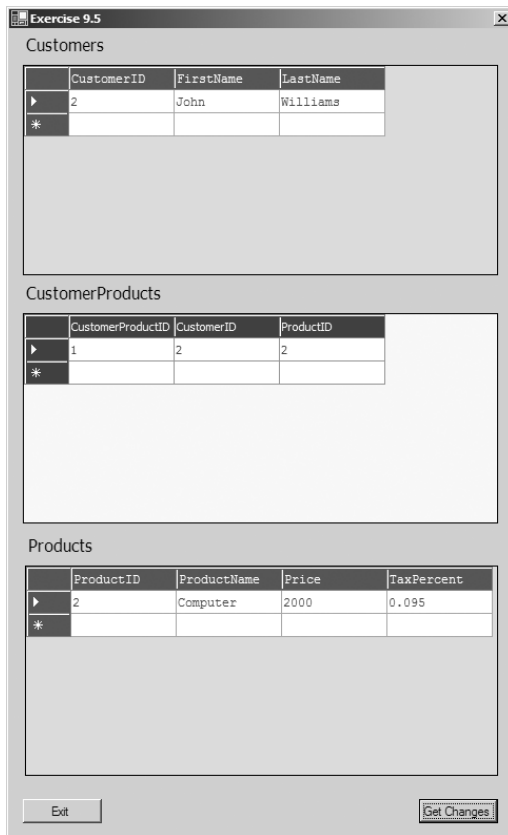 Exercise 9.5
Customers
CustomerID FirstName LastName
2 John Williams
CustomerProducts
CustomerProductID CustomerID ProductID
1 2 2
Products
ProductID ProductName Price TaxPercent
2 Computer 2000 0.095
Exit Get Changes